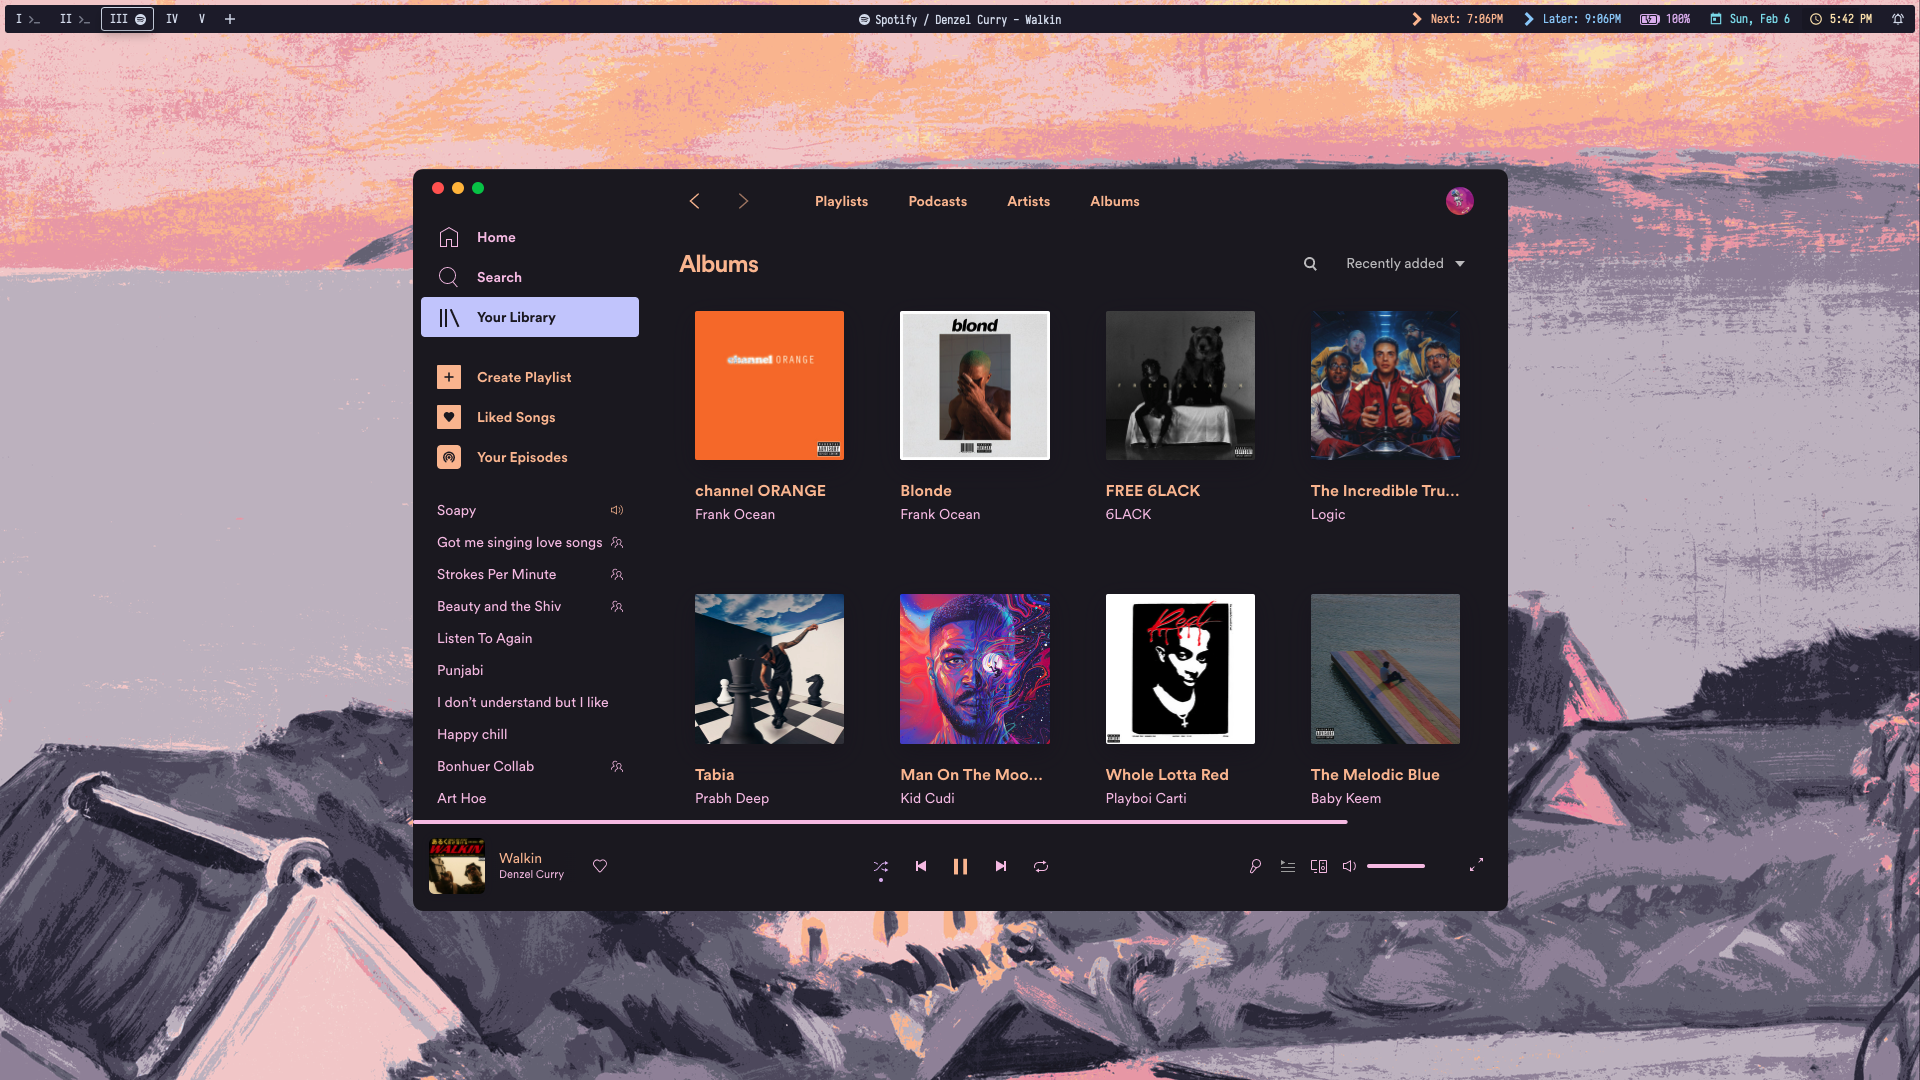 I >_ II >_ III IV V +
Spotify / Denzel Curry – Walkin
Next: 7:06PM Later: 9:06PM 100% Sun, Feb 6 5:42 PM
Playlists Podcasts Artists Albums
Home
Search
Your Library
Create Playlist
Liked Songs
Your Episodes
Soapy
Got me singing love songs
Strokes Per Minute
Beauty and the Shiv
Listen To Again
Punjabi
I don't understand but I like
Happy chill
Bonhuer Collab
Art Hoe
Albums
Recently added
channel ORANGE
blond
FREE 6LACK
channel ORANGE
Frank Ocean
Blonde
Frank Ocean
FREE 6LACK
6LACK
The Incredible Tru...
Logic
Red
Tabia
Prabh Deep
Man On The Moo...
Kid Cudi
Whole Lotta Red
Playboi Carti
The Melodic Blue
Baby Keem
WALKIN
Walkin
Denzel Curry